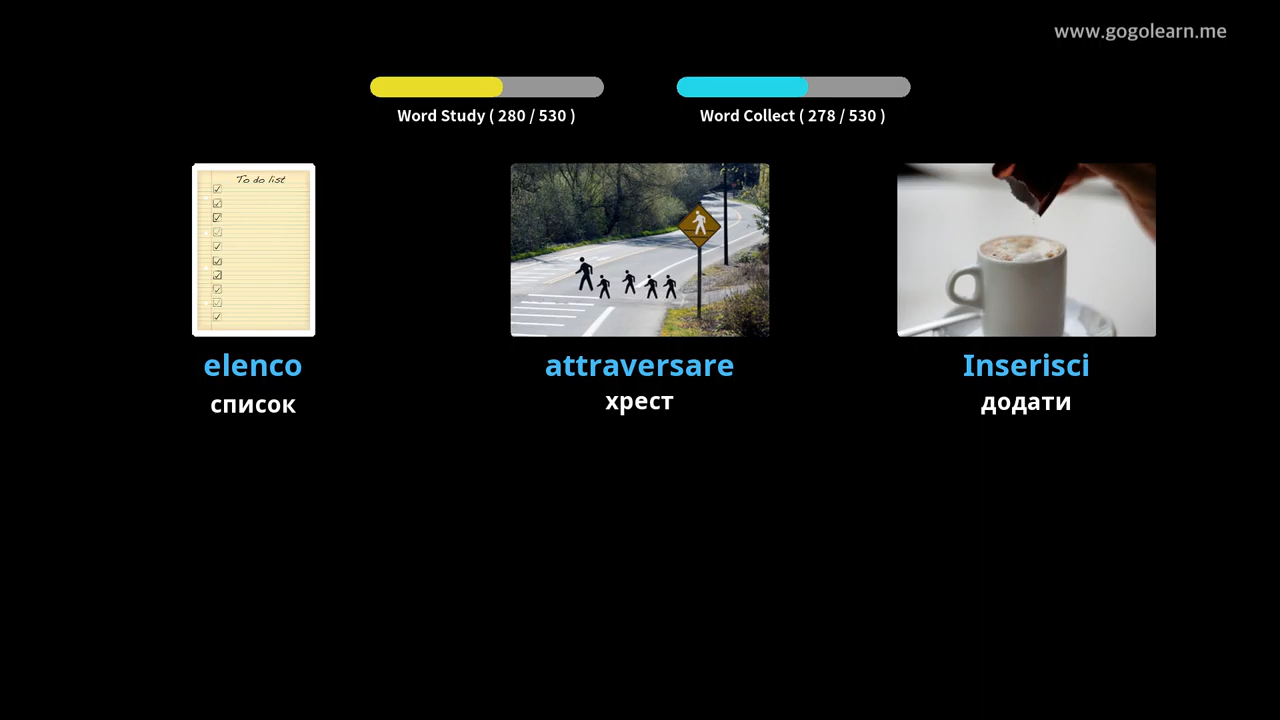 www.gogolearn.me
Word Study ( 280 / 530 )
Word Collect ( 278 / 530 )
To do list
elenco
список
attraversare
хрест
Inserisci
додати